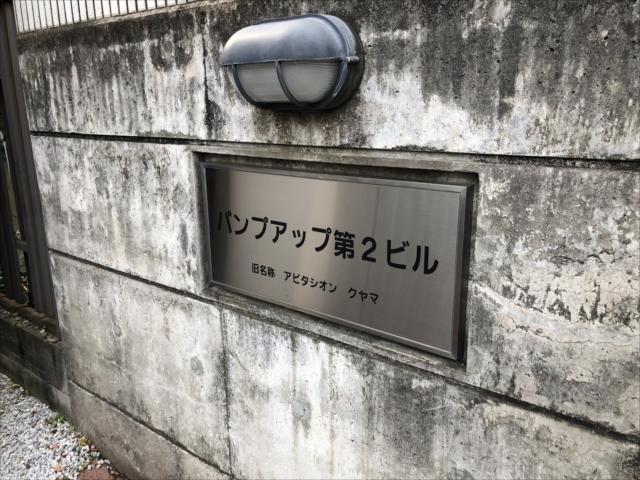 パンプアップ第2ビル
旧名称 アビタシオン クヤマ